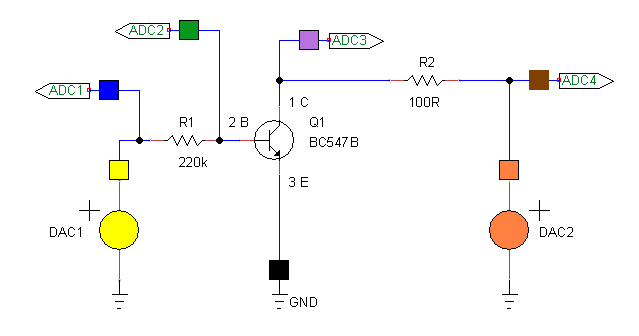 ADC2
ADC3
R2
ADC4
ADC1
100R
1 C
R1
2 B
Q1
BC547B
220k
3 E
DAC1
DAC2
GND